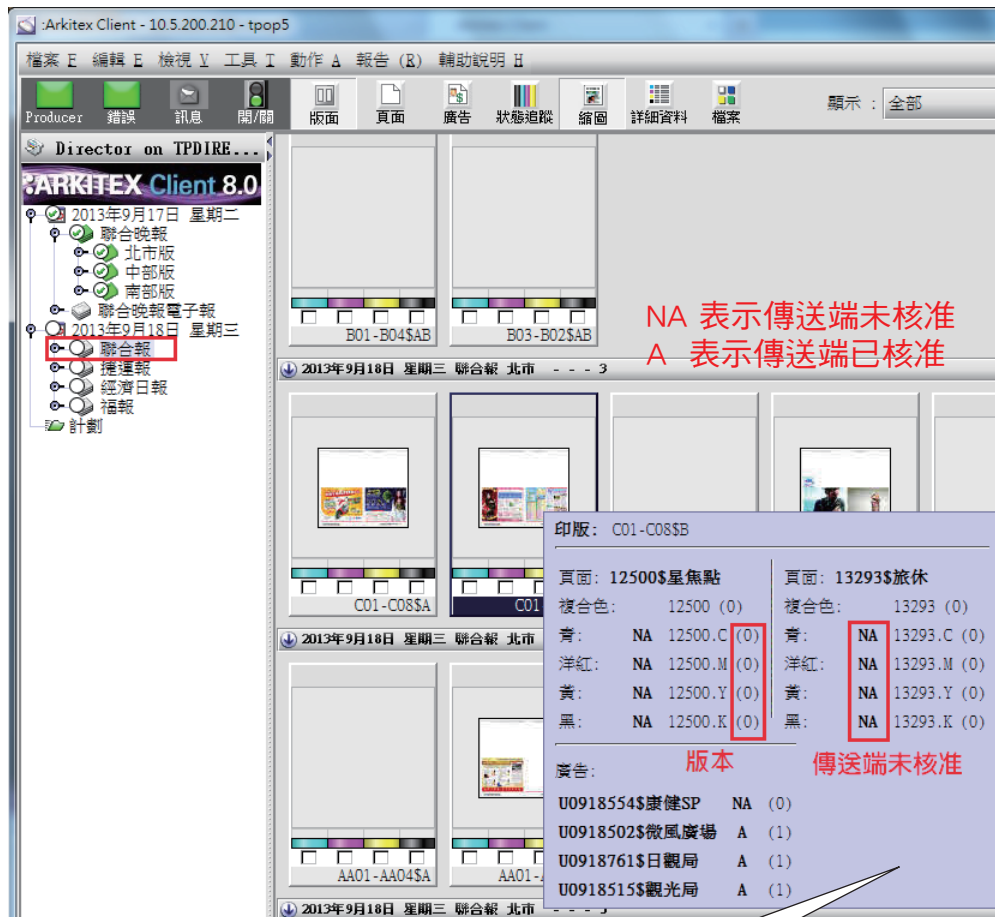 :Arkitex Client - 10.5.200.210 - tpop5
檔案 F 編輯 E 檢視 V 工具 I 動作 A 報告 (R) 輔助說明 H
Producer 錯誤 訊息 開/關 版面 頁面 廣告 狀態追蹤 縮圖 詳細資料 檔案 顯示 : 全部
Director on TPDIRE...
:ARKITEX Client 8.0
2013年9月17日 星期二
聯合晚報
北市版
中部版
南部版
聯合晚報電子報
2013年9月18日 星期三
聯合報
捷運報
經濟日報
福報
計劃
B01-B04$AB B03-B02$AB
NA 表示傳送端未核准
A 表示傳送端已核准
2013年9月18日 星期三 聯合報 北市 - - - 3
C01-C08$A C01
2013年9月18日 星期三 聯合報 北市
AA01-AA04$A AA01-
2013年9月18日 星期三 聯合報 北市 - - - 5
印版: C01-C08$B
頁面: 12500$星焦點 頁面: 13293$旅休
複合色: 12500 (0) 複合色: 13293 (0)
青: NA 12500.C (0) 青: NA 13293.C (0)
洋紅: NA 12500.M (0) 洋紅: NA 13293.M (0)
黃: NA 12500.Y (0) 黃: NA 13293.Y (0)
黑: NA 12500.K (0) 黑: NA 13293.K (0)
版本 傳送端未核准
廣告:
U0918554$康健SP NA (0)
U0918502$微風廣場 A (1)
U0918761$日觀局 A (1)
U0918515$觀光局 A (1)